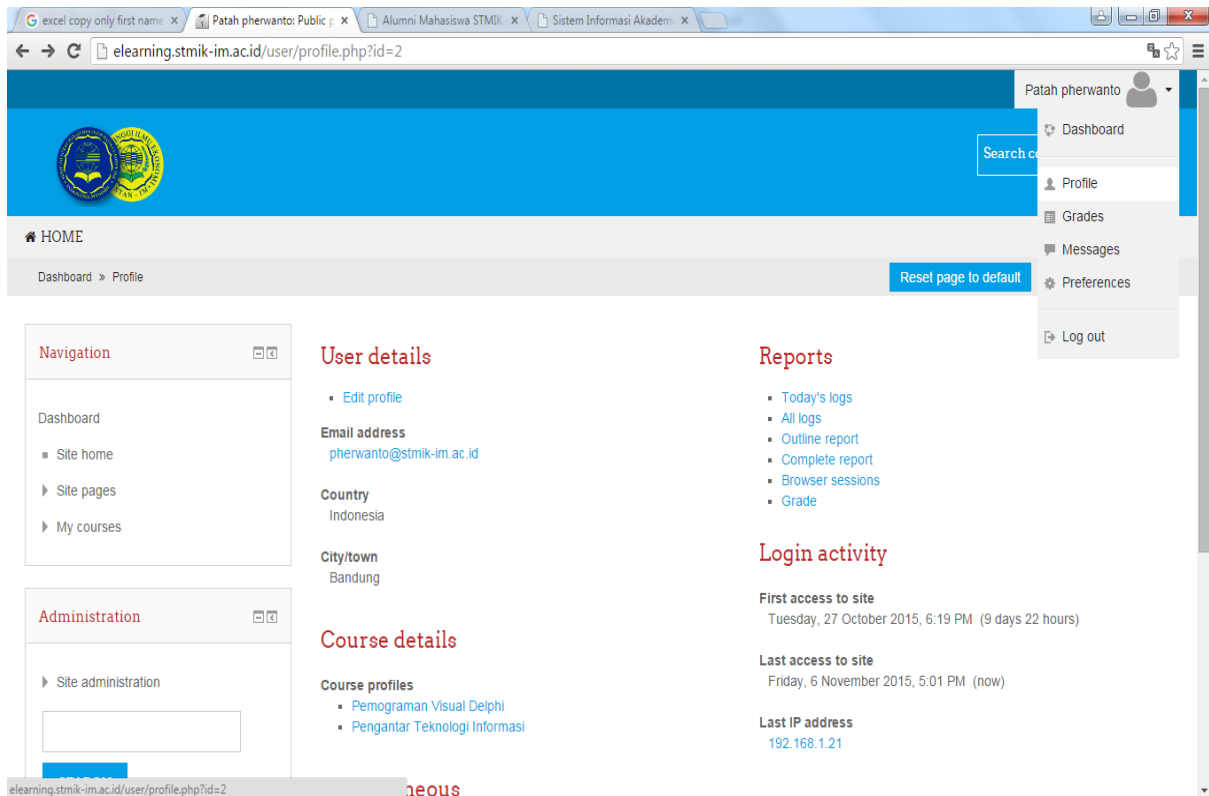 excel copy only first name
Patah pherwanto: Public p
Alumni Mahasiswa STMIK
Sistem Informasi Akadem
elearning.stmik-im.ac.id/user/profile.php?id=2
Patah pherwanto
Dashboard
Search co
Profile
Grades
HOME
Messages
Dashboard » Profile
Reset page to default
Preferences
Log out
Navigation
Dashboard
Site home
Site pages
My courses
Administration
Site administration
User details
Edit profile
Email address
pherwanto@stmik-im.ac.id
Country
Indonesia
City/town
Bandung
Course details
Course profiles
Pemograman Visual Delphi
Pengantar Teknologi Informasi
Reports
Today's logs
All logs
Outline report
Complete report
Browser sessions
Grade
Login activity
First access to site
Tuesday, 27 October 2015, 6:19 PM (9 days 22 hours)
Last access to site
Friday, 6 November 2015, 5:01 PM (now)
Last IP address
192.168.1.21
elearning.stmik-im.ac.id/user/profile.php?id=2
neous